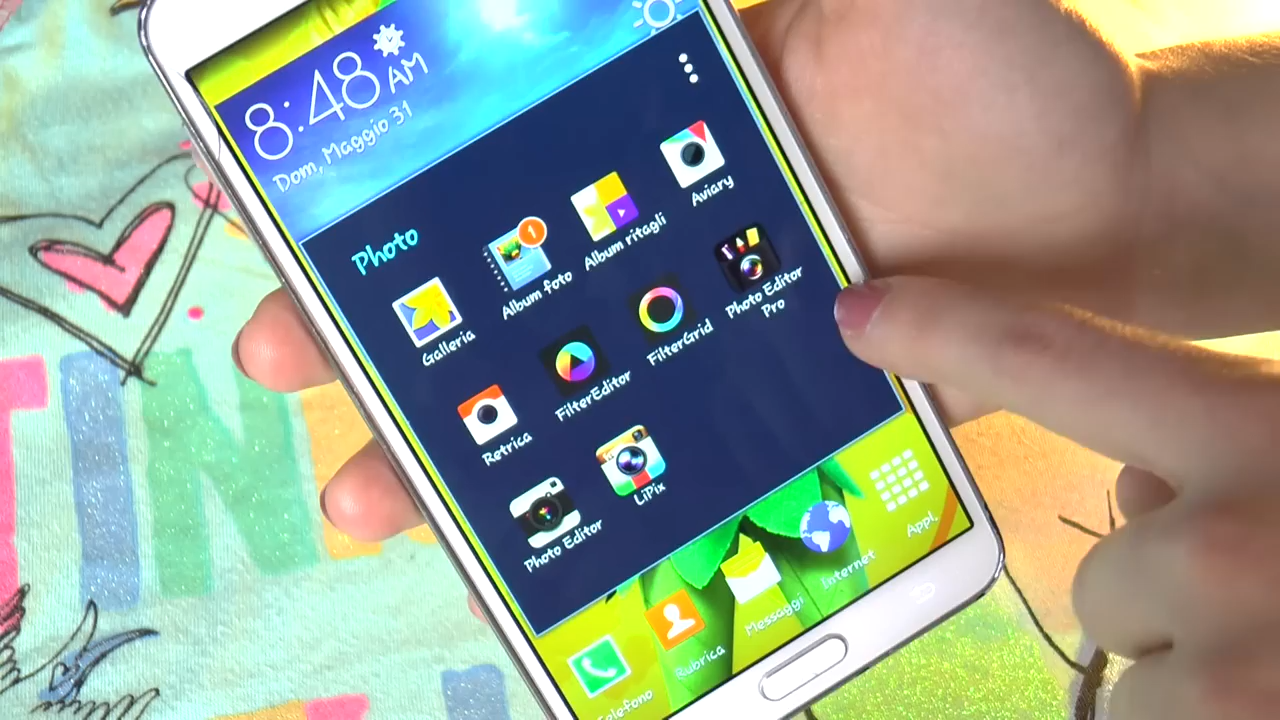 8:48 AM
Dom, Maggio 31
Photo
Galleria
Album foto
1
Album ritagli
Aviary
Retrica
FilterEditor
FilterGrid
Photo Editor
Pro
Photo Editor
LiPix
Telefono
Rubrica
Messaggi
Internet
Appl.